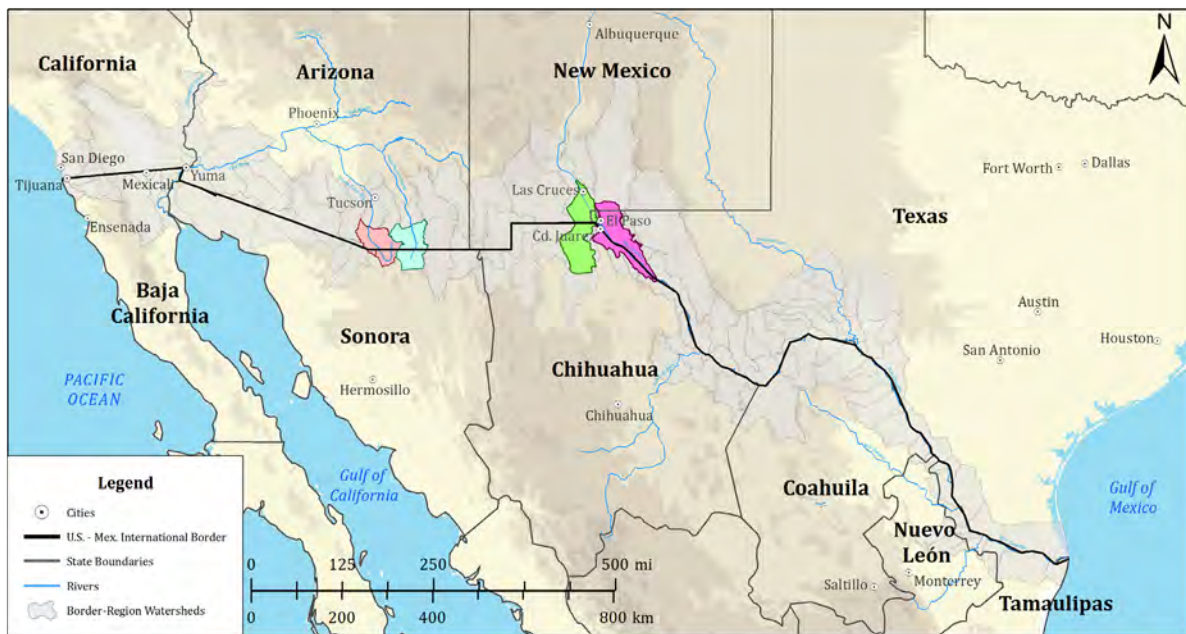 N
Albuquerque
California
Arizona
New Mexico
Phoenix
San Diego
Tijuana
Mexicali
Yuma
Fort Worth
Dallas
Las Cruces
Tucson
Ensenada
El Paso
Cd. Juarez
Texas
Baja
California
Sonora
Austin
Houston
San Antonio
Chihuahua
PACIFIC
OCEAN
Hermosillo
Chihuahua
Gulf of
California
Coahuila
Gulf of
Mexico
Nuevo
León
Saltillo
Monterrey
Tamaulipas
Legend
Cities
U.S. - Mex. International Border
State Boundaries
Rivers
Border-Region Watersheds
0 125 250 500 mi
0 200 400 800 km